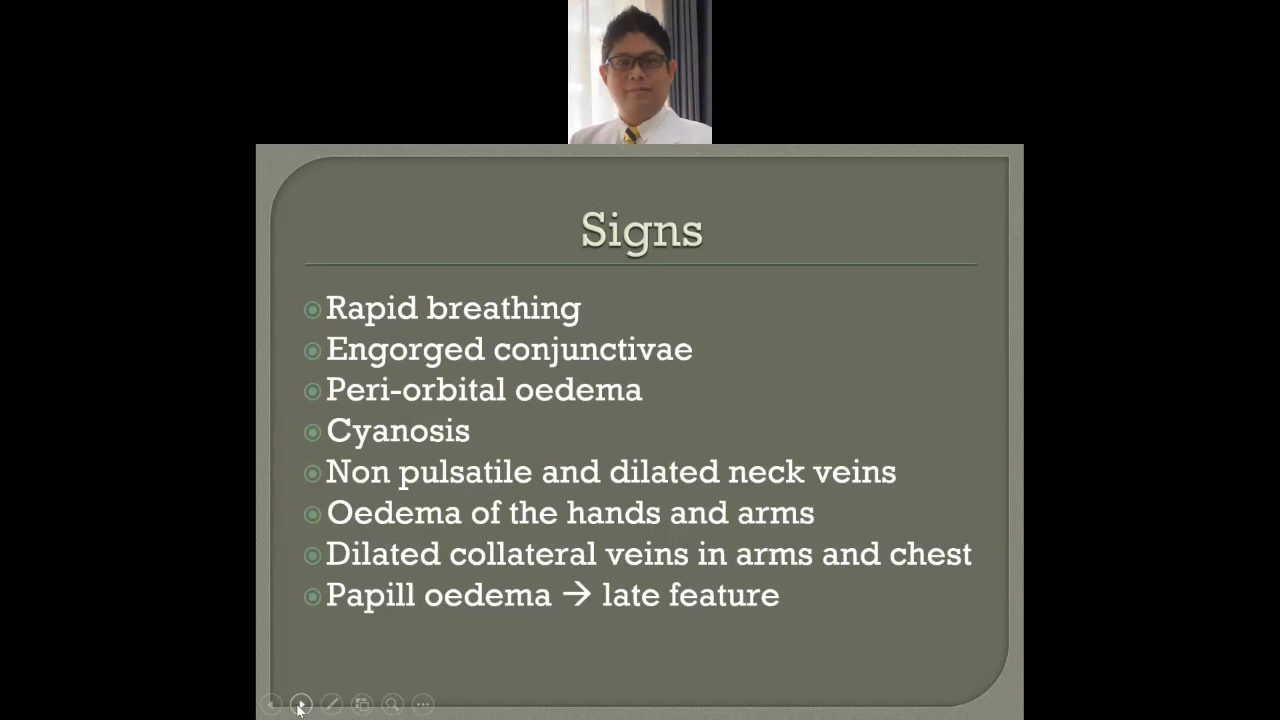 Signs
Rapid breathing
Engorged conjunctivae
Peri-orbital oedema
Cyanosis
Non pulsatile and dilated neck veins
Oedema of the hands and arms
Dilated collateral veins in arms and chest
Papill oedema → late feature